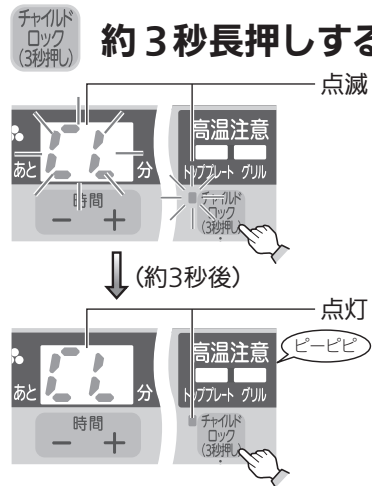 チャイルド
ロック
(3秒押し)
約3秒長押しする
点滅
高温注意
あと CL 分
トッププレート グリル
時間
− +
チャイルド
ロック
(3秒押し)
(約3秒後)
点灯
高温注意
ピーピピ
あと CL 分
トッププレート グリル
時間
− +
チャイルド
ロック
(3秒押し)